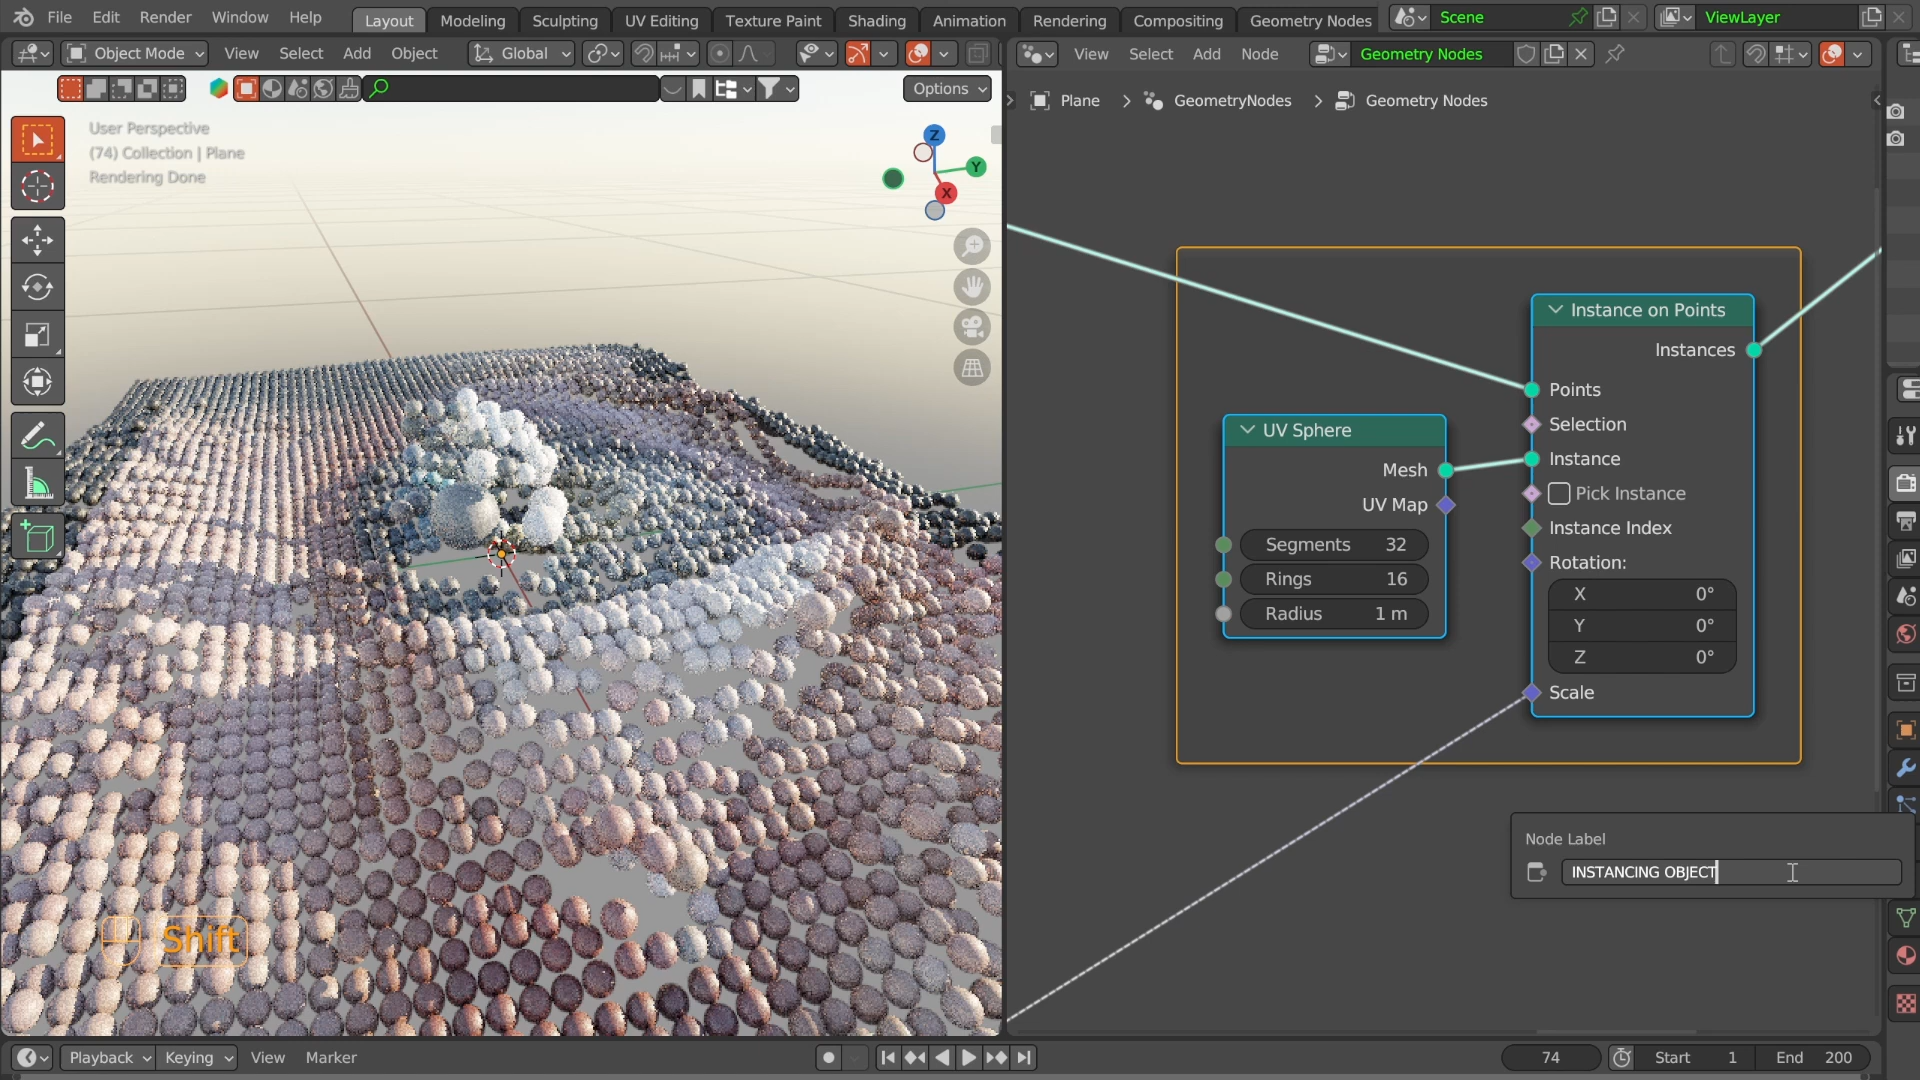 File Edit Render Window Help Layout Modeling Sculpting UV Editing Texture Paint Shading Animation Rendering Compositing Geometry Nodes Scene ViewLayer
Object Mode View Select Add Object Global View Select Add Node Geometry Nodes
Options
Plane > GeometryNodes > Geometry Nodes
User Perspective
(74) Collection | Plane
Rendering Done
Z
Y
X
Instance on Points
Instances
Points
Selection
Instance
Pick Instance
Instance Index
Rotation:
X 0°
Y 0°
Z 0°
Scale
UV Sphere
Mesh
UV Map
Segments 32
Rings 16
Radius 1 m
Node Label
INSTANCING OBJECT
Shift
Playback Keying View Marker 74 Start 1 End 200